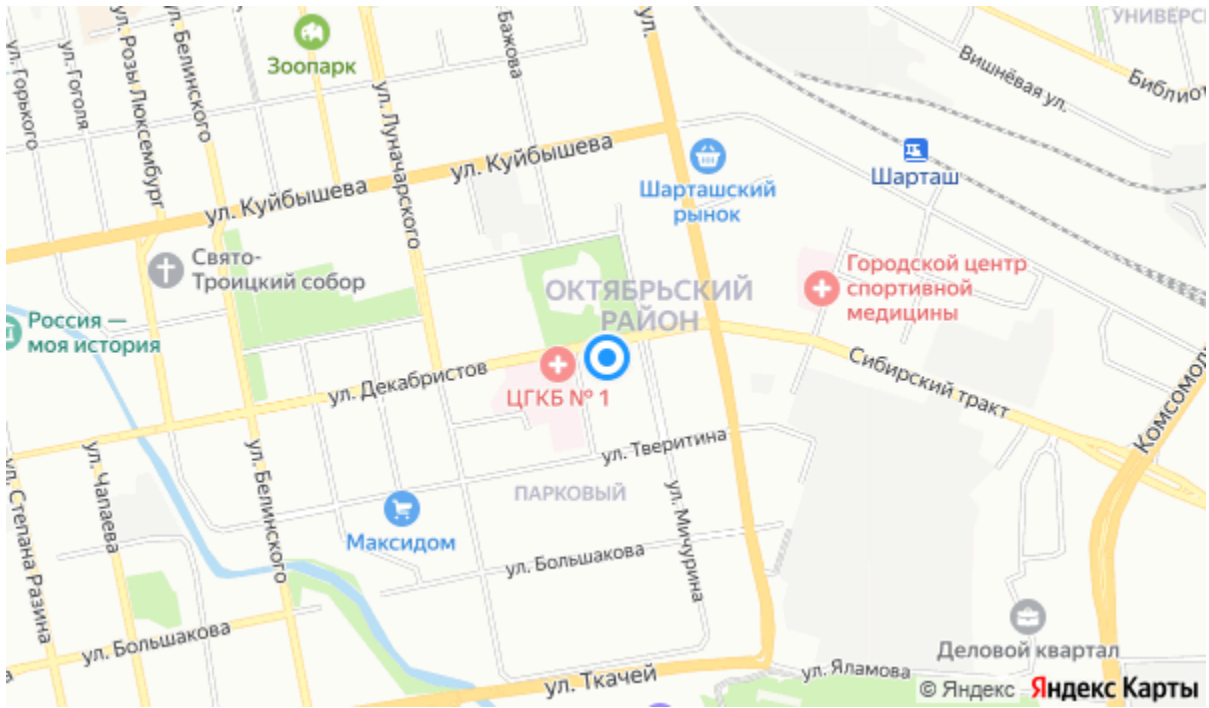 ул. Горького
ул. Гоголя
ул. Розы Люксембург
ул. Белинского
Зоопарк
ул. Луначарского
Бажова
ул.
УНИВЕРС
Вишнёвая ул.
Библиот
ул. Куйбышева
ул. Куйбышева
Шарташский
рынок
Шарташ
Свято-
Троицкий собор
Городской центр
спортивной
медицины
ОКТЯБРЬСКИЙ
РАЙОН
Россия —
моя история
ул. Декабристов
ЦГКБ № 1
Сибирский тракт
Комсомоль
ул. Тверитина
ул. Степана Разина
ул. Чапаева
ул. Белинского
ПАРКОВЫЙ
ул. Мичурина
Максидом
ул. Большакова
ул. Большакова
Деловой квартал
ул. Ткачей
ул. Яламова
© Яндекс Яндекс Карты